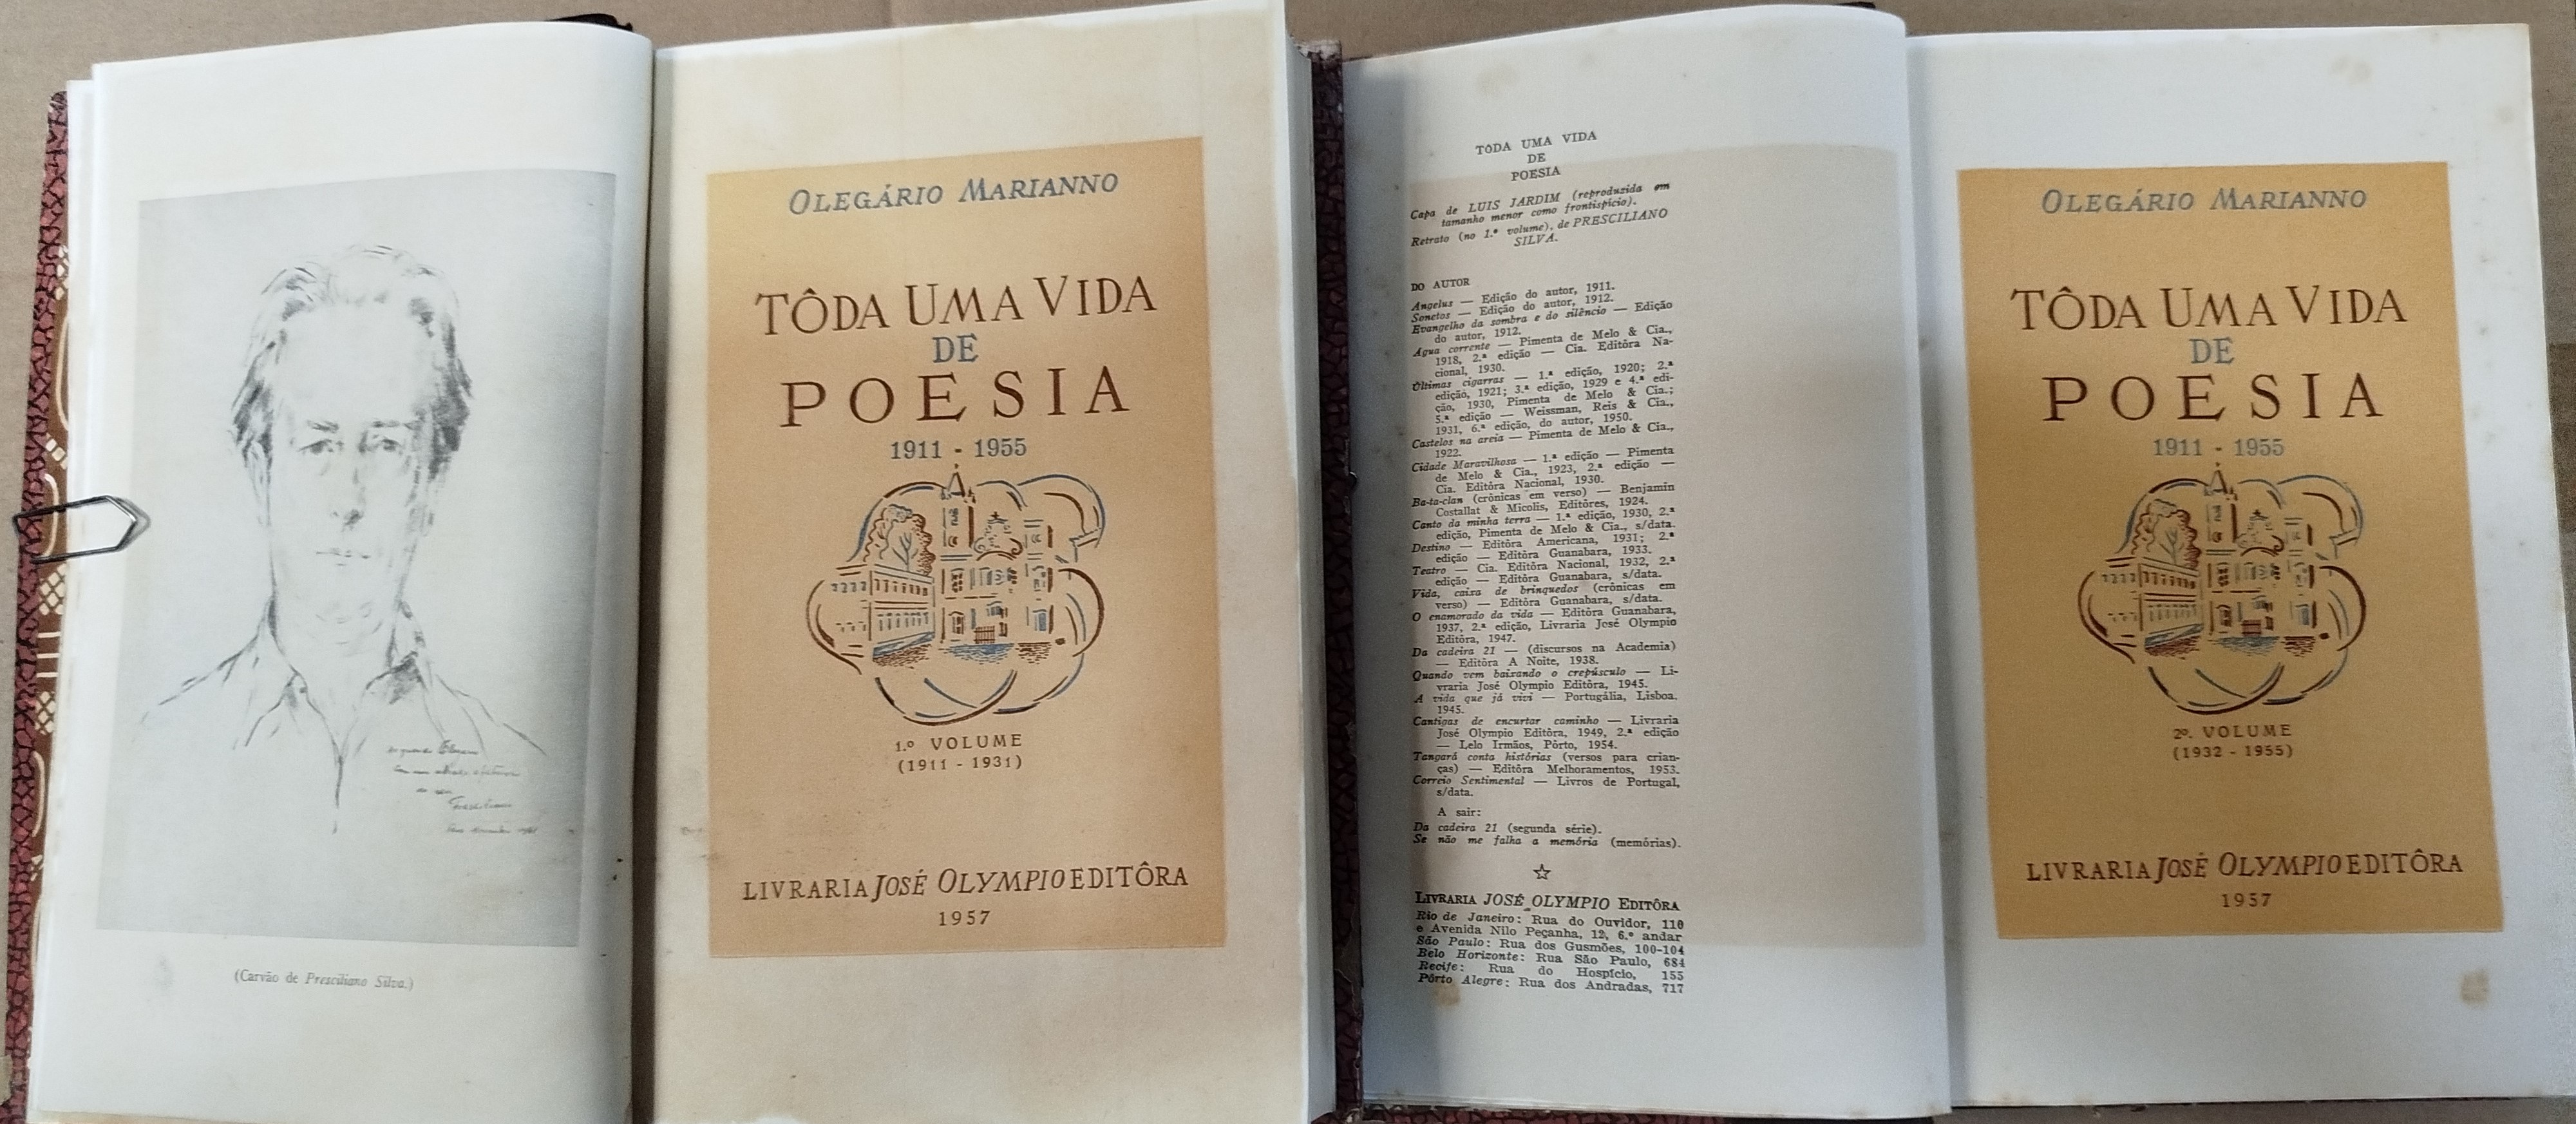 (Carvão de Presciliano Silva.)
OLEGÁRIO MARIANNO
TÔDA UMA VIDA
DE
POESIA
1911 - 1955
1.º VOLUME
(1911 - 1931)
LIVRARIA JOSÉ OLYMPIO EDITÔRA
1957
TÔDA UMA VIDA
DE
POESIA
Capa de LUIS JARDIM (reproduzida em
tamanho menor como frontispício).
Retrato (no 1.º volume), de PRESCILIANO
SILVA.
DO AUTOR
Angelus — Edição do autor, 1911.
Sonetos — Edição do autor, 1912.
Evangelho da sombra e do silêncio — Edição
do autor, 1912.
Água corrente — Pimenta de Melo & Cia.,
1918, 2.ª edição — Cia. Editôra Na-
cional, 1930.
Últimas cigarras — 1.ª edição, 1920; 2.ª
edição, 1921; 3.ª edição, 1929 e 4.ª edi-
ção, 1930, Pimenta de Melo & Cia.;
5.ª edição — Weissman, Reis & Cia.,
1931, 6.ª edição, do autor, 1950.
Castelos na areia — Pimenta de Melo & Cia.,
1922.
Cidade Maravilhosa — 1.ª edição — Pimenta
de Melo & Cia., 1923, 2.ª edição —
Cia. Editôra Nacional, 1930.
Ba-ta-clan (crônicas em verso) — Benjamin
Costallat & Micolis, Editôres, 1924.
Canto da minha terra — 1.ª edição, 1930, 2.ª
edição, Pimenta de Melo & Cia., s/data.
Destino — Editôra Americana, 1931; 2.ª
edição — Editôra Guanabara, 1933.
Teatro — Cia. Editôra Nacional, 1932, 2.ª
edição — Editôra Guanabara, s/data.
Vida, caixa de brinquedos (crônicas em
verso) — Editôra Guanabara, s/data.
O enamorado da vida — Editôra Guanabara,
1937, 2.ª edição, Livraria José Olympio
Editôra, 1947.
Da cadeira 21 — (discursos na Academia)
— Editôra A Noite, 1938.
Quando vem baixando o crepúsculo — Li-
vraria José Olympio Editôra, 1945.
A vida que já vivi — Portugália, Lisboa.
1945.
Cantigas de encurtar caminho — Livraria
José Olympio Editôra, 1949, 2.ª edição
— Lelo Irmãos, Pôrto, 1954.
Tangará conta histórias (versos para crian-
ças) — Editôra Melhoramentos, 1953.
Correio Sentimental — Livros de Portugal,
s/data.
A sair:
Da cadeira 21 (segunda série).
Se não me falha a memória (memórias).
LIVRARIA JOSÉ OLYMPIO EDITÔRA
Rio de Janeiro: Rua do Ouvidor, 110
e Avenida Nilo Peçanha, 12, 6.º andar
São Paulo: Rua dos Gusmões, 100-104
Belo Horizonte: Rua São Paulo, 684
Recife: Rua do Hospício, 155
Pôrto Alegre: Rua dos Andradas, 717
OLEGÁRIO MARIANNO
TÔDA UMA VIDA
DE
POESIA
1911 - 1955
2º. VOLUME
(1932 - 1955)
LIVRARIA JOSÉ OLYMPIO EDITÔRA
1957